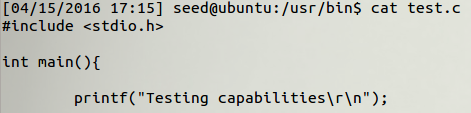 [04/15/2016 17:15] seed@ubuntu:/usr/bin$ cat test.c
#include <stdio.h>
int main(){
printf("Testing capabilities\r\n");